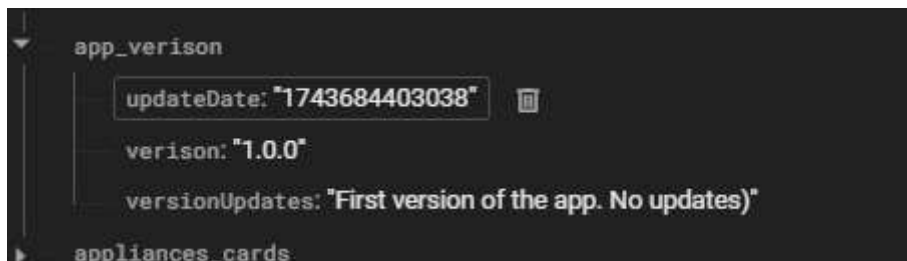 app_verison
updateDate: "1743684403038"
verison: "1.0.0"
versionUpdates: "First version of the app. No updates)"
appliances_cards